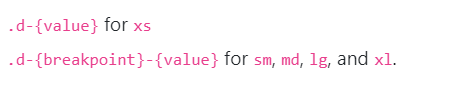 .d-{value} for xs
.d-{breakpoint}-{value} for sm, md, lg, and xl.